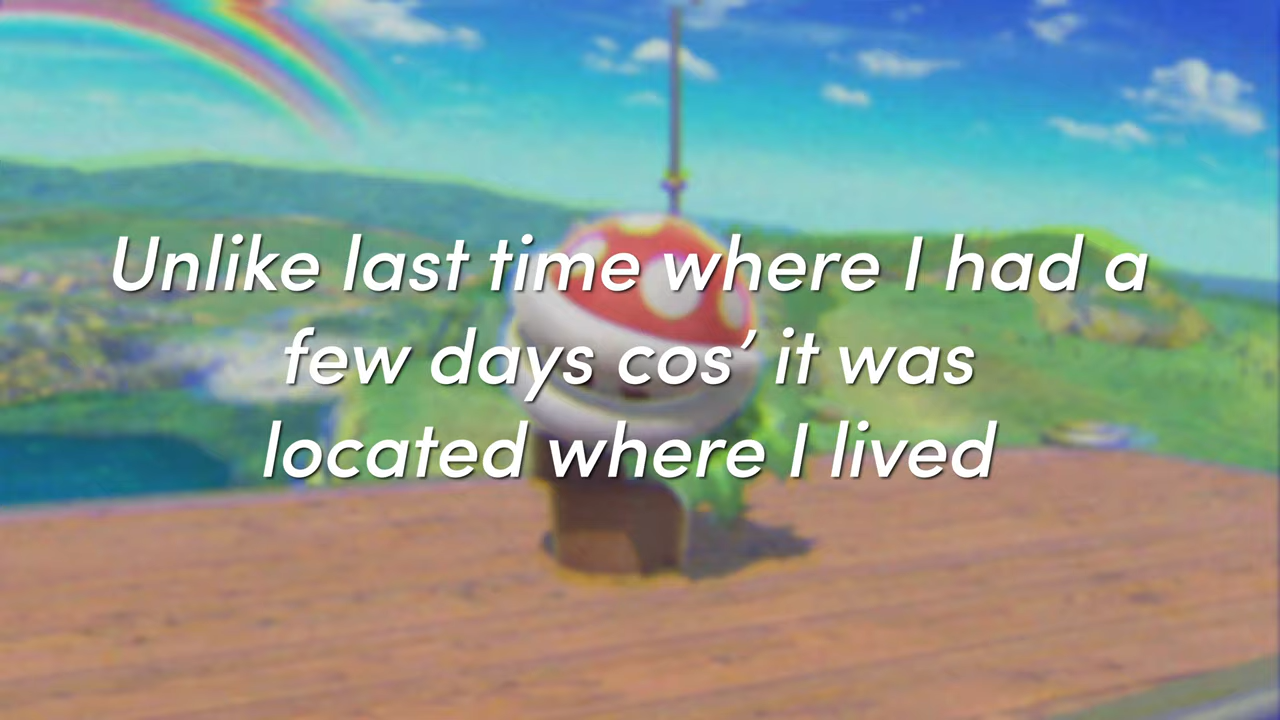 Unlike last time where I had a
few days cos’ it was
located where I lived